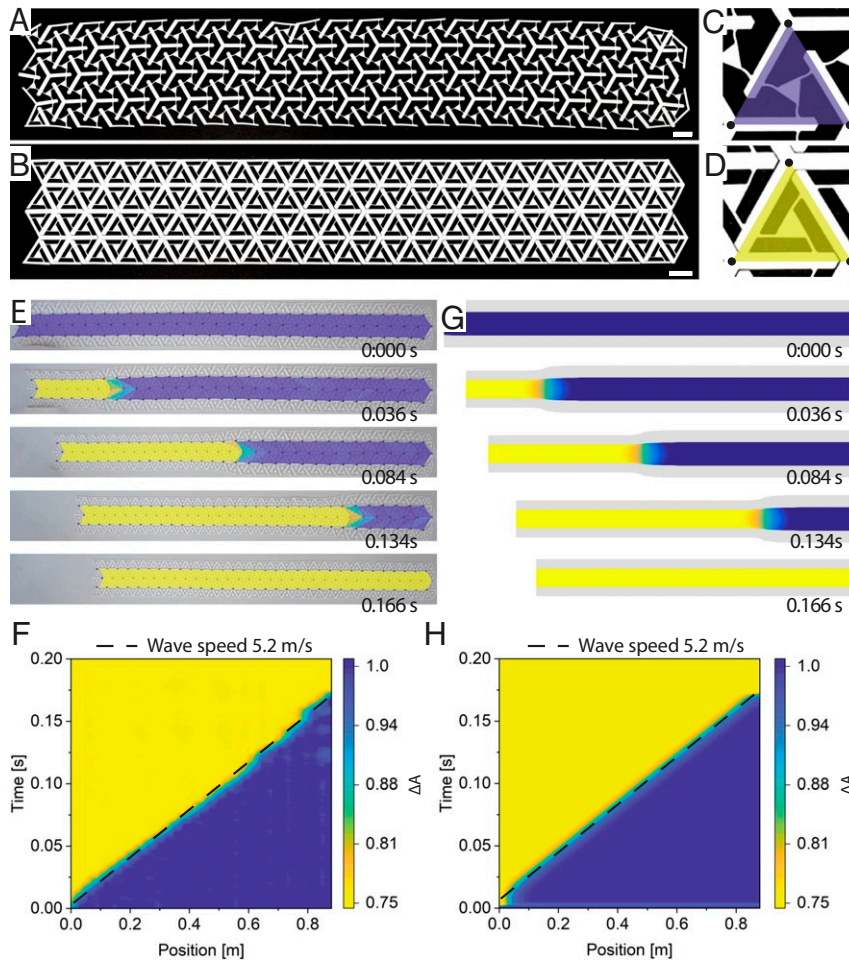 A
B
C
D
E
0:000 s
0.036 s
0.084 s
0.134s
0.166 s
G
0:000 s
0.036 s
0.084 s
0.134s
0.166 s
F
Wave speed 5.2 m/s
0.20
0.15
0.10
0.05
0.00
Time [s]
0.0 0.2 0.4 0.6 0.8
Position [m]
1.0
0.94
0.88
0.81
0.75
ΔA
H
Wave speed 5.2 m/s
0.20
0.15
0.10
0.05
0.00
Time [s]
0.0 0.2 0.4 0.6 0.8
Position [m]
1.0
0.94
0.88
0.81
0.75